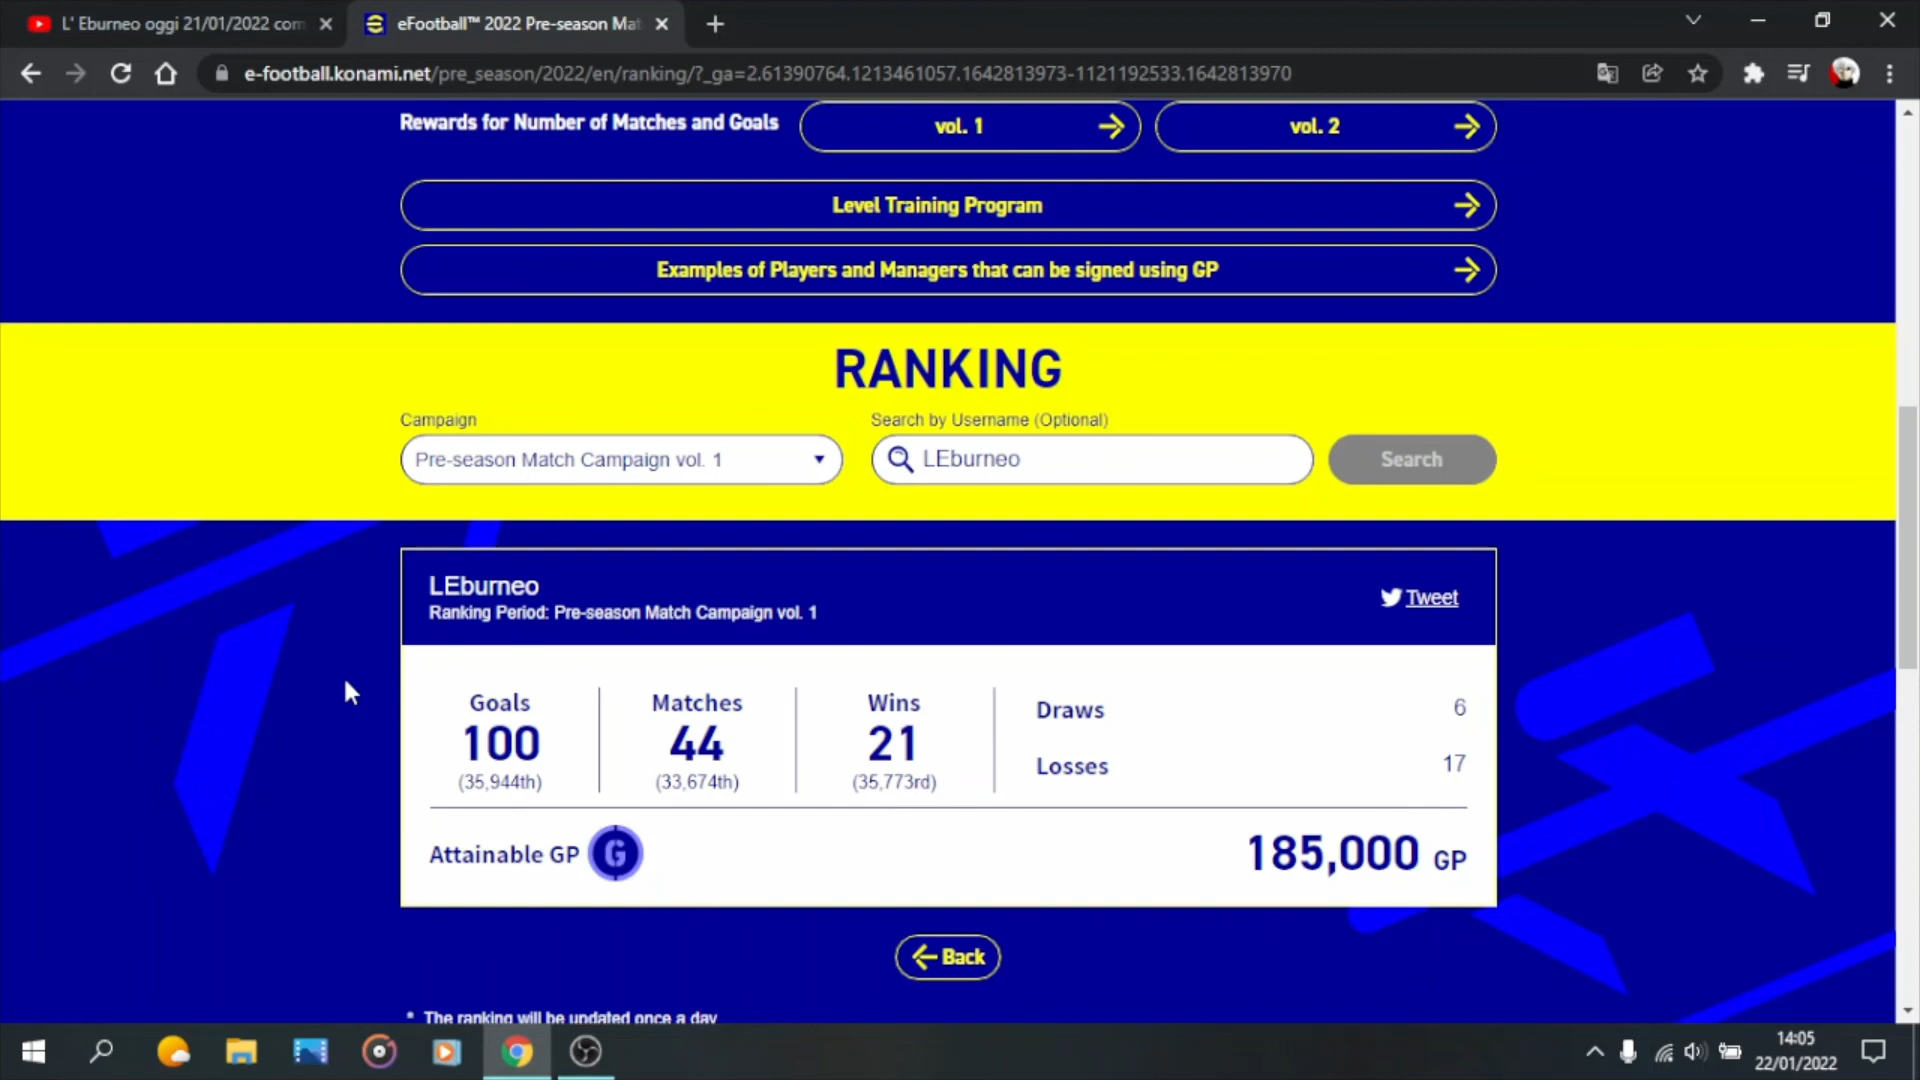 L' Eburneo oggi 21/01/2022 com
eFootball™ 2022 Pre-season Mat
e-football.konami.net/pre_season/2022/en/ranking/?_ga=2.61390764.1213461057.1642813973-1121192533.1642813970
Rewards for Number of Matches and Goals
vol. 1
vol. 2
Level Training Program
Examples of Players and Managers that can be signed using GP
RANKING
Campaign
Search by Username (Optional)
Pre-season Match Campaign vol. 1
LEburneo
Search
LEburneo
Ranking Period: Pre-season Match Campaign vol. 1
Tweet
Goals
100
(35,944th)
Matches
44
(33,674th)
Wins
21
(35,773rd)
Draws 6
Losses 17
Attainable GP G 185,000 GP
Back
* The ranking will be updated once a day
14:05
22/01/2022